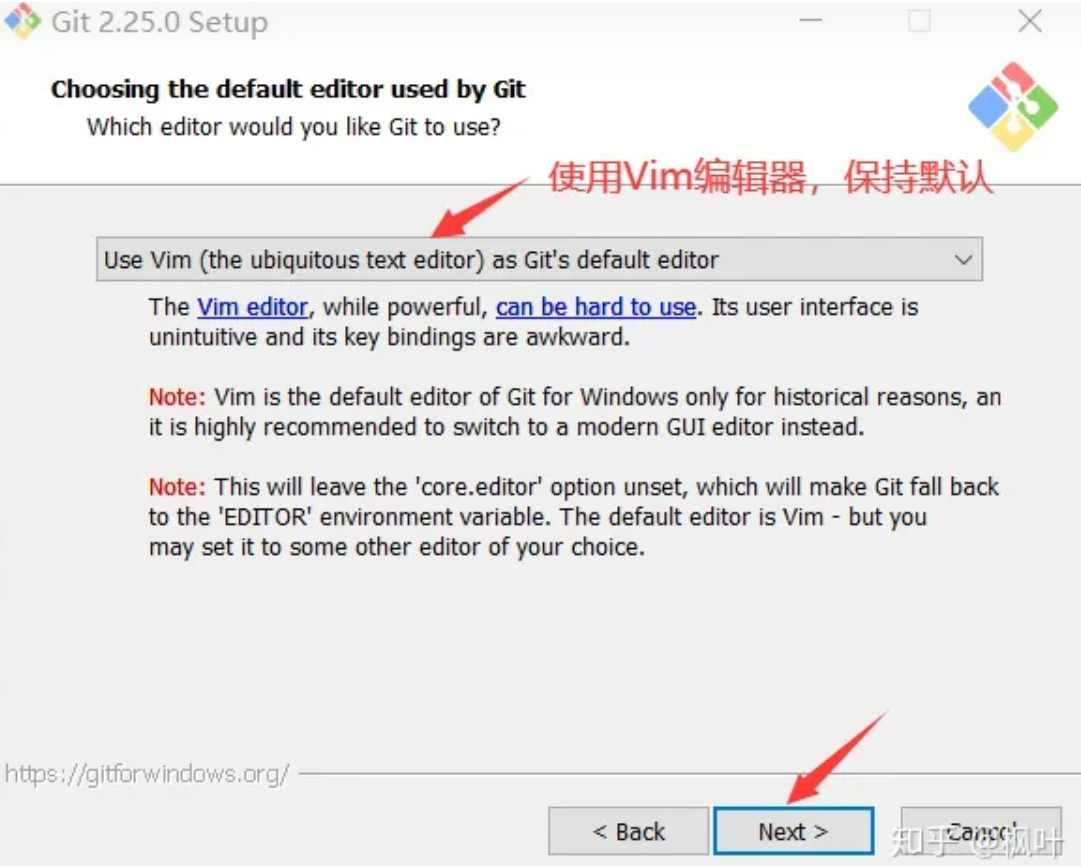 Git 2.25.0 Setup
Choosing the default editor used by Git
Which editor would you like Git to use?
使用Vim编辑器，保持默认
Use Vim (the ubiquitous text editor) as Git's default editor
The Vim editor, while powerful, can be hard to use. Its user interface is
unintuitive and its key bindings are awkward.
Note: Vim is the default editor of Git for Windows only for historical reasons, an
it is highly recommended to switch to a modern GUI editor instead.
Note: This will leave the 'core.editor' option unset, which will make Git fall back
to the 'EDITOR' environment variable. The default editor is Vim - but you
may set it to some other editor of your choice.
https://gitforwindows.org/
< Back
Next >
Cancel
知乎 @枫叶